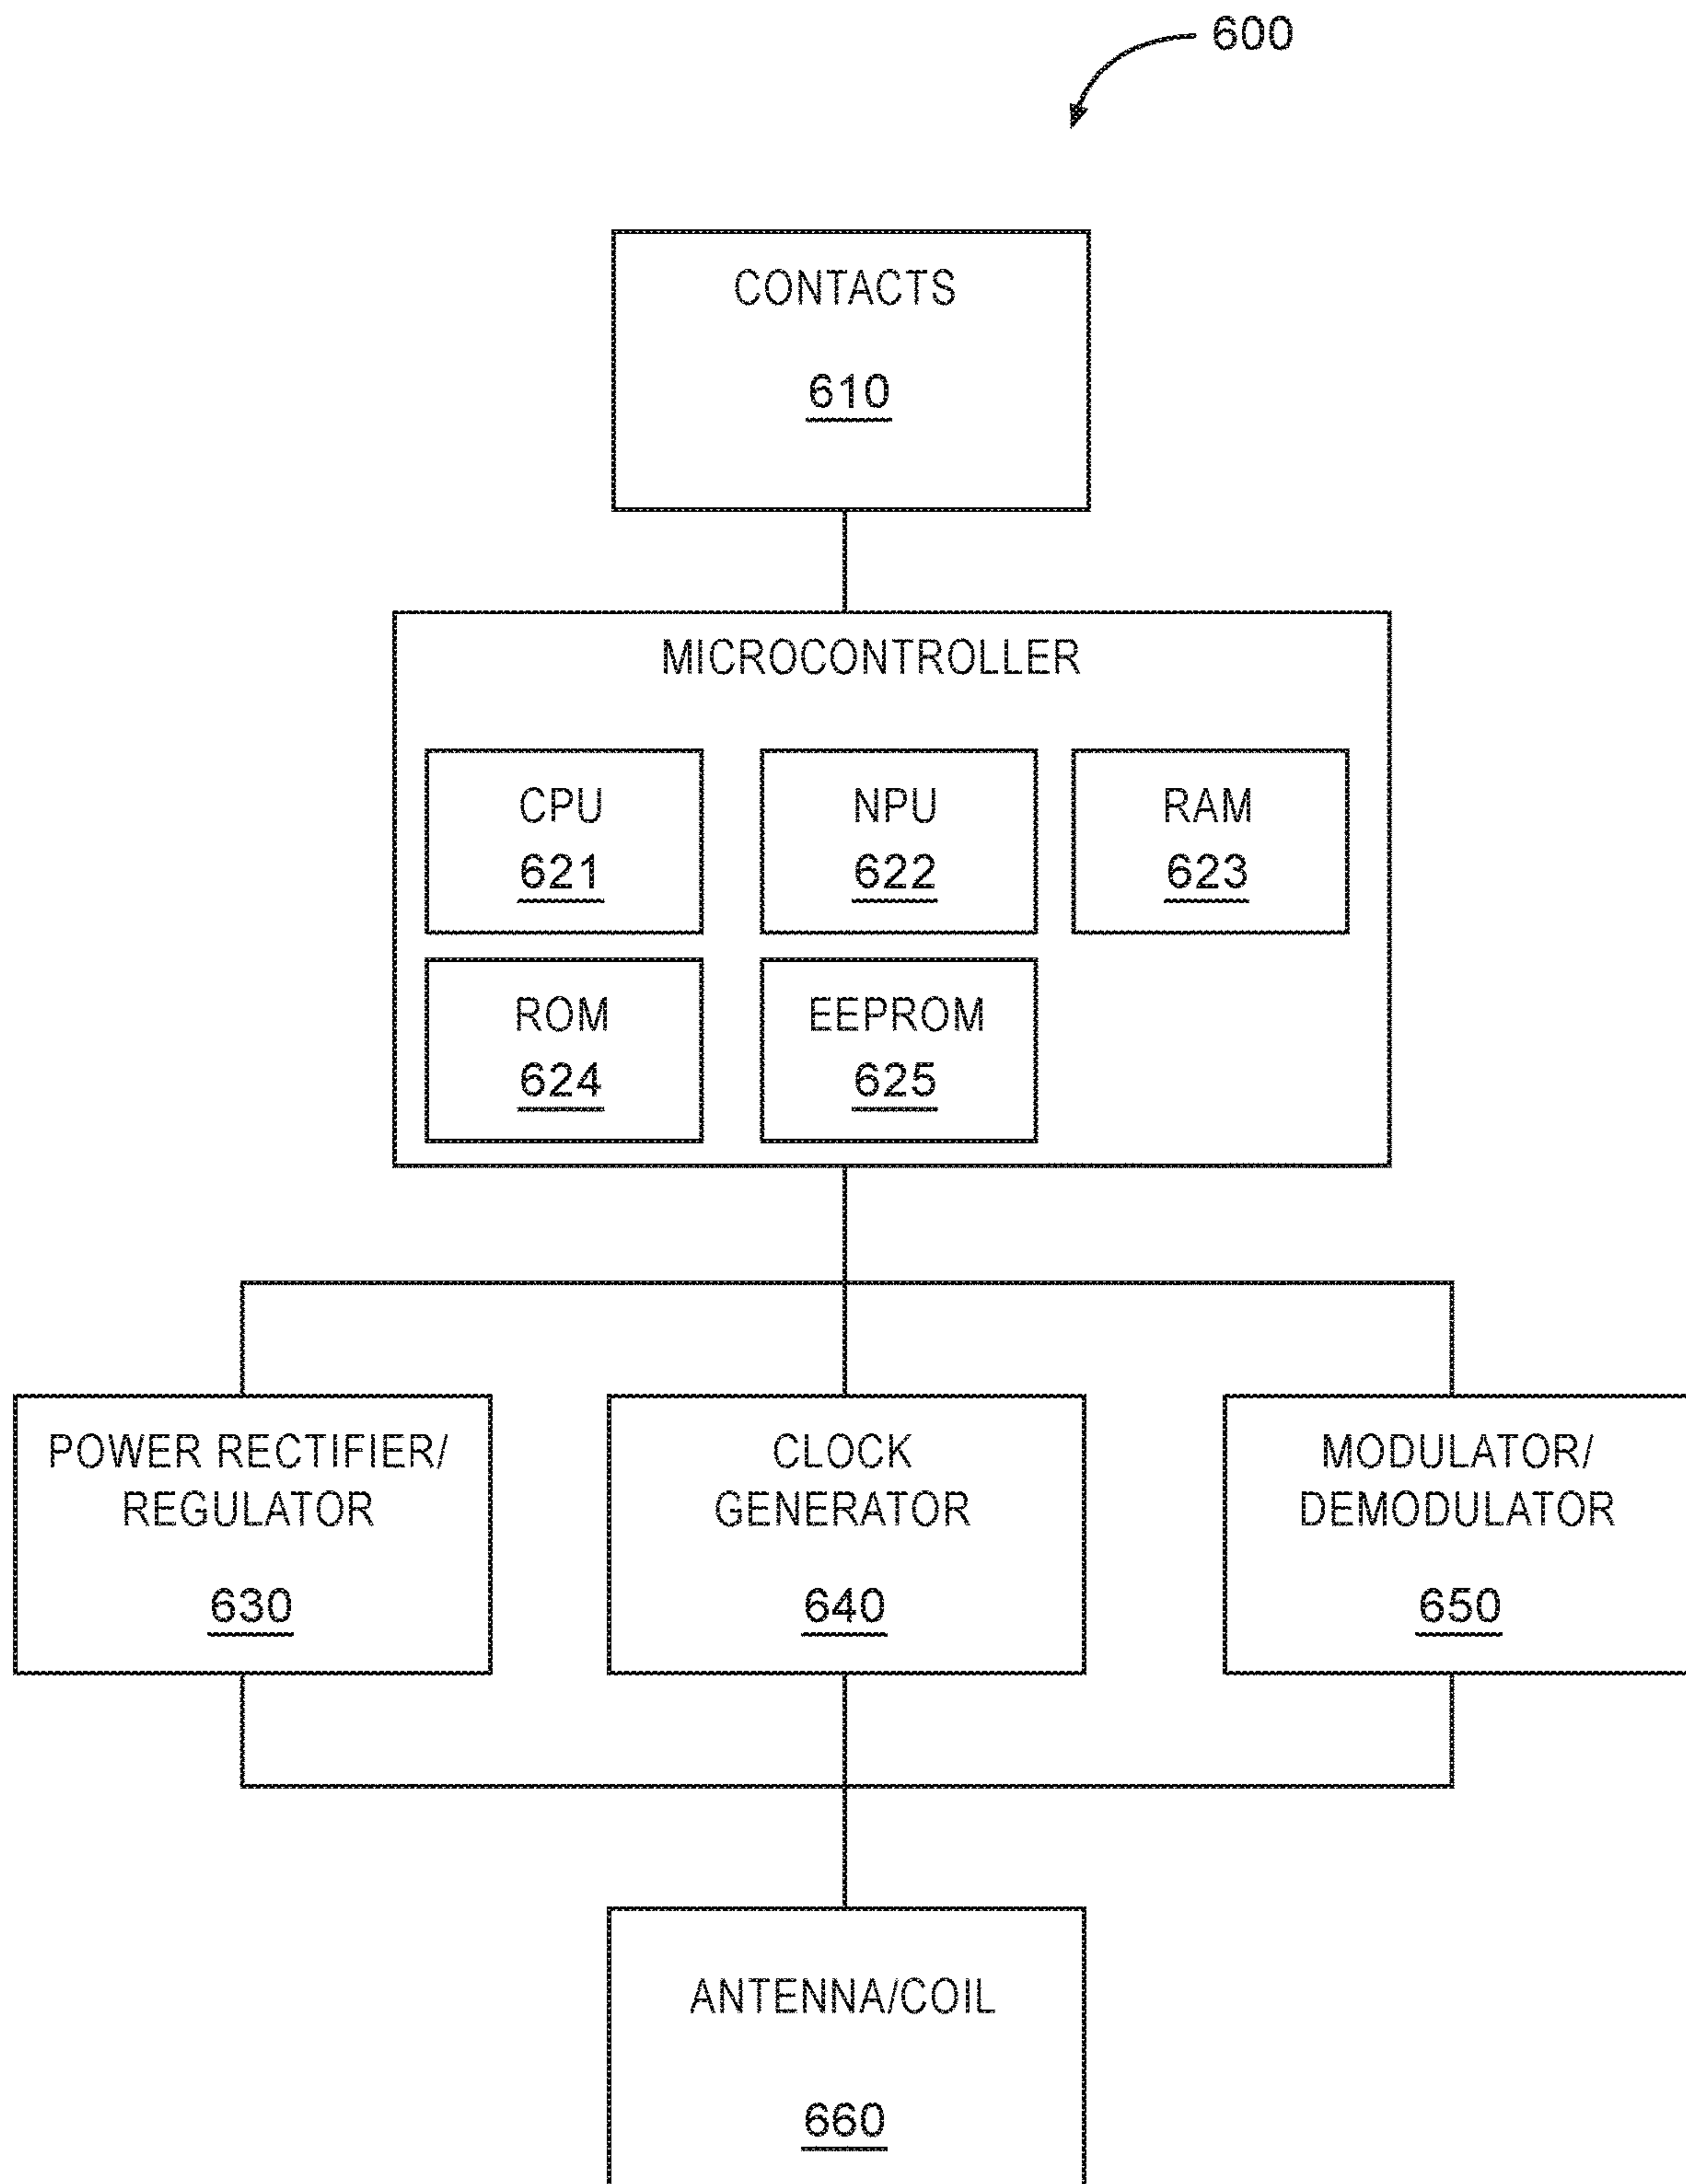 600
CONTACTS
610
MICROCONTROLLER
CPU
621
NPU
622
RAM
623
ROM
624
EEPROM
625
POWER RECTIFIER/
REGULATOR
630
CLOCK
GENERATOR
640
MODULATOR/
DEMODULATOR
650
ANTENNA/COIL
660